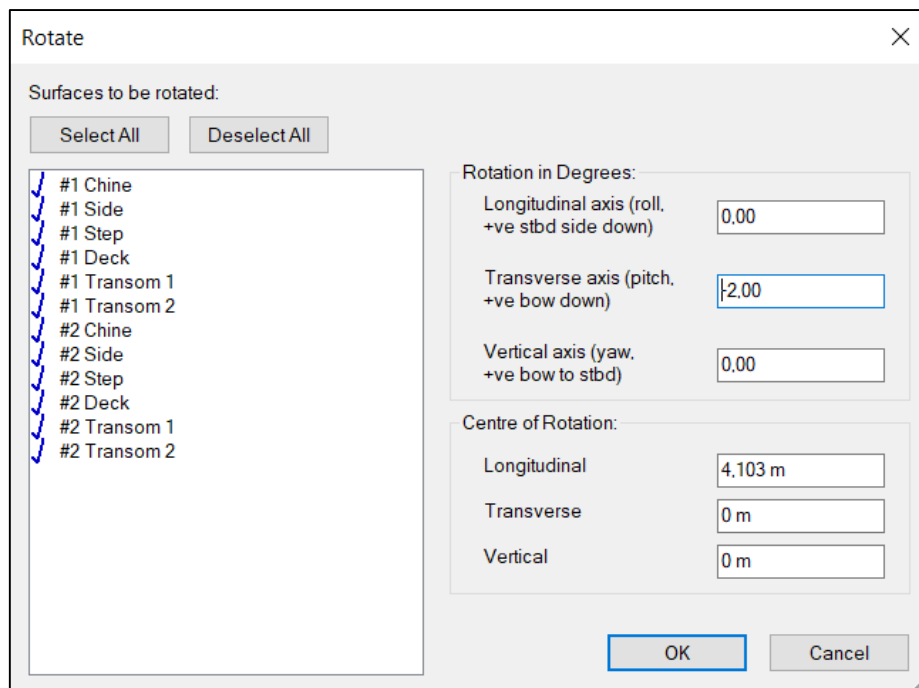 Rotate
Surfaces to be rotated:
Select All
Deselect All
#1 Chine
#1 Side
#1 Step
#1 Deck
#1 Transom 1
#1 Transom 2
#2 Chine
#2 Side
#2 Step
#2 Deck
#2 Transom 1
#2 Transom 2
Rotation in Degrees:
Longitudinal axis (roll,
+ve stbd side down)
0,00
Transverse axis (pitch,
+ve bow down)
-2,00
Vertical axis (yaw,
+ve bow to stbd)
0,00
Centre of Rotation:
Longitudinal
4,103 m
Transverse
0 m
Vertical
0 m
OK
Cancel